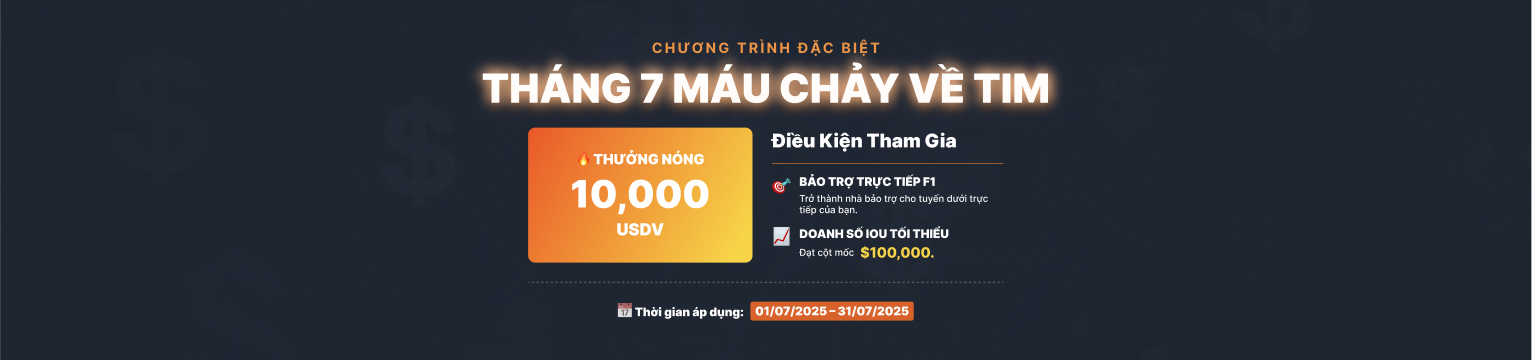 CHƯƠNG TRÌNH ĐẶC BIỆT
THÁNG 7 MÁU CHẢY VỀ TIM
🔥 THƯỞNG NÓNG
10,000
USDV
Điều Kiện Tham Gia
🎯 BẢO TRỢ TRỰC TIẾP F1
Trở thành nhà bảo trợ cho tuyến dưới trực
tiếp của bạn.
📈 DOANH SỐ IOU TỐI THIỂU
Đạt cột mốc $100,000.
📅 Thời gian áp dụng: 01/07/2025 – 31/07/2025